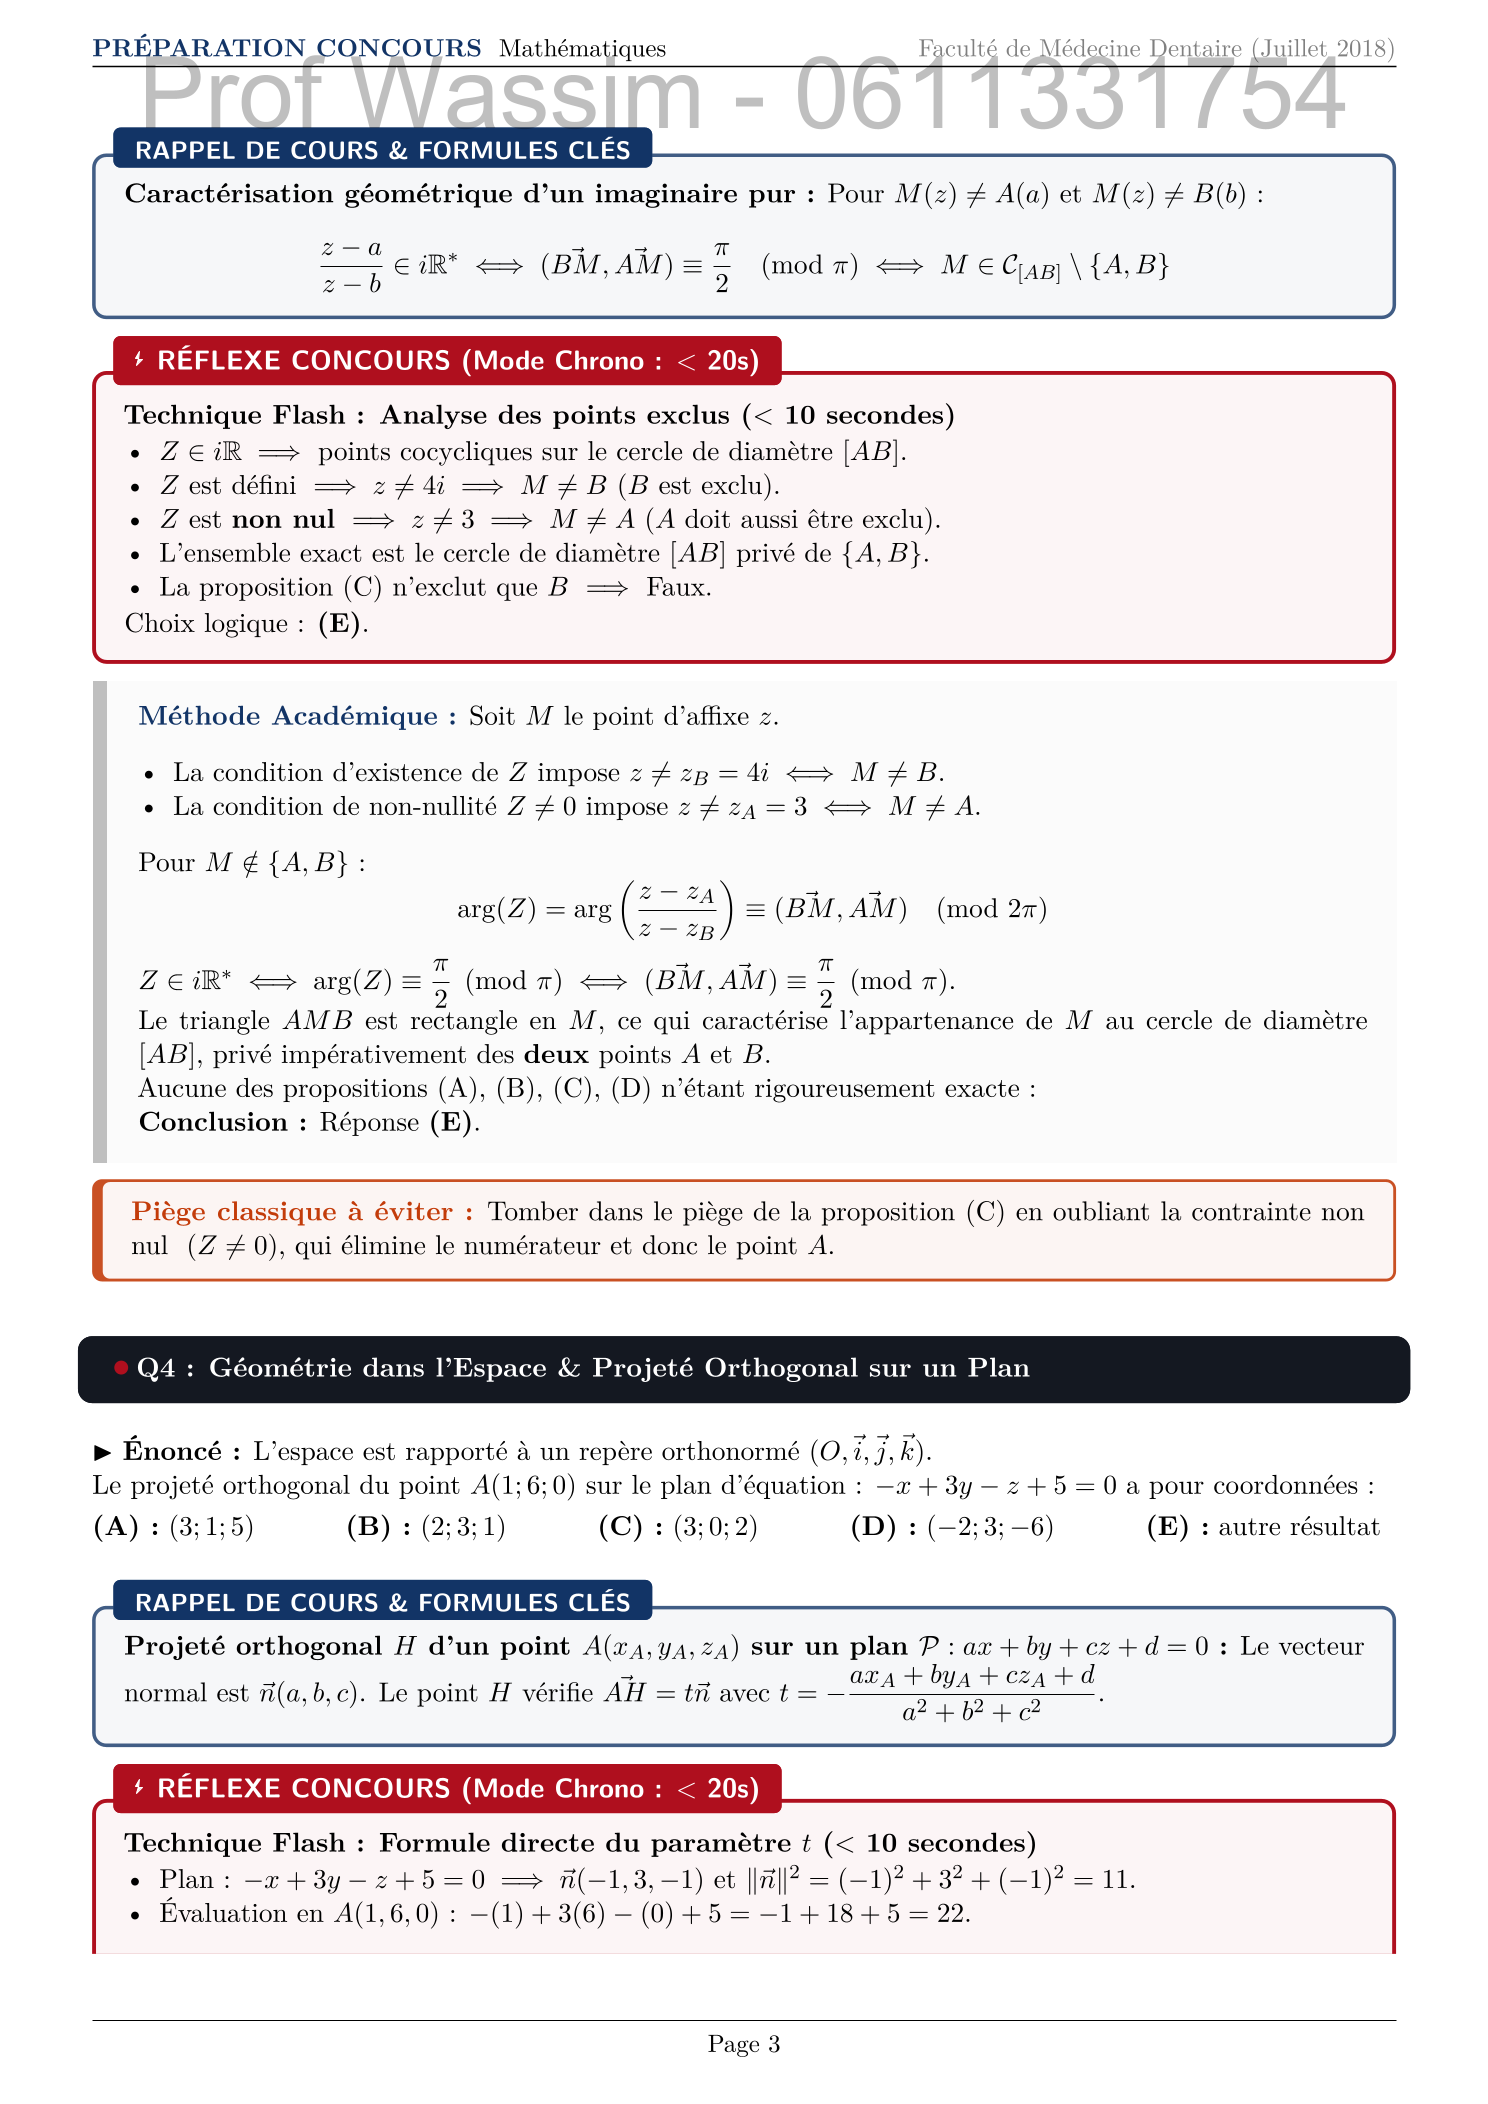 PRÉPARATION CONCOURS Mathématiques Faculté de Médecine Dentaire (Juillet 2018)
Prof Wassim - 0611331754
RAPPEL DE COURS & FORMULES CLÉS
Caractérisation géométrique d'un imaginaire pur : Pour M(z) ≠ A(a) et M(z) ≠ B(b) :
(z − a)/(z − b) ∈ iℝ* ⟺ (B⃗M, A⃗M) ≡ π/2 (mod π) ⟺ M ∈ 𝒞_[AB] \ {A, B}
RÉFLEXE CONCOURS (Mode Chrono : < 20s)
Technique Flash : Analyse des points exclus (< 10 secondes)
• Z ∈ iℝ ⟹ points cocycliques sur le cercle de diamètre [AB].
• Z est défini ⟹ z ≠ 4i ⟹ M ≠ B (B est exclu).
• Z est non nul ⟹ z ≠ 3 ⟹ M ≠ A (A doit aussi être exclu).
• L'ensemble exact est le cercle de diamètre [AB] privé de {A, B}.
• La proposition (C) n'exclut que B ⟹ Faux.
Choix logique : (E).
Méthode Académique : Soit M le point d'affixe z.
• La condition d'existence de Z impose z ≠ z_B = 4i ⟺ M ≠ B.
• La condition de non-nullité Z ≠ 0 impose z ≠ z_A = 3 ⟺ M ≠ A.
Pour M ∉ {A, B} :
arg(Z) = arg((z − z_A)/(z − z_B)) ≡ (B⃗M, A⃗M) (mod 2π)
Z ∈ iℝ* ⟺ arg(Z) ≡ π/2 (mod π) ⟺ (B⃗M, A⃗M) ≡ π/2 (mod π).
Le triangle AMB est rectangle en M, ce qui caractérise l'appartenance de M au cercle de diamètre
[AB], privé impérativement des deux points A et B.
Aucune des propositions (A), (B), (C), (D) n'étant rigoureusement exacte :
Conclusion : Réponse (E).
Piège classique à éviter : Tomber dans le piège de la proposition (C) en oubliant la contrainte non
nul (Z ≠ 0), qui élimine le numérateur et donc le point A.
Q4 : Géométrie dans l'Espace & Projeté Orthogonal sur un Plan
▶ Énoncé : L'espace est rapporté à un repère orthonormé (O, i⃗, j⃗, k⃗).
Le projeté orthogonal du point A(1; 6; 0) sur le plan d'équation : −x + 3y − z + 5 = 0 a pour coordonnées :
(A) : (3; 1; 5) (B) : (2; 3; 1) (C) : (3; 0; 2) (D) : (−2; 3; −6) (E) : autre résultat
RAPPEL DE COURS & FORMULES CLÉS
Projeté orthogonal H d'un point A(x_A, y_A, z_A) sur un plan 𝒫 : ax + by + cz + d = 0 : Le vecteur
normal est n⃗(a, b, c). Le point H vérifie A⃗H = tn⃗ avec t = −(ax_A + by_A + cz_A + d)/(a² + b² + c²).
RÉFLEXE CONCOURS (Mode Chrono : < 20s)
Technique Flash : Formule directe du paramètre t (< 10 secondes)
• Plan : −x + 3y − z + 5 = 0 ⟹ n⃗(−1, 3, −1) et ‖n⃗‖² = (−1)² + 3² + (−1)² = 11.
• Évaluation en A(1, 6, 0) : −(1) + 3(6) − (0) + 5 = −1 + 18 + 5 = 22.
Page 3